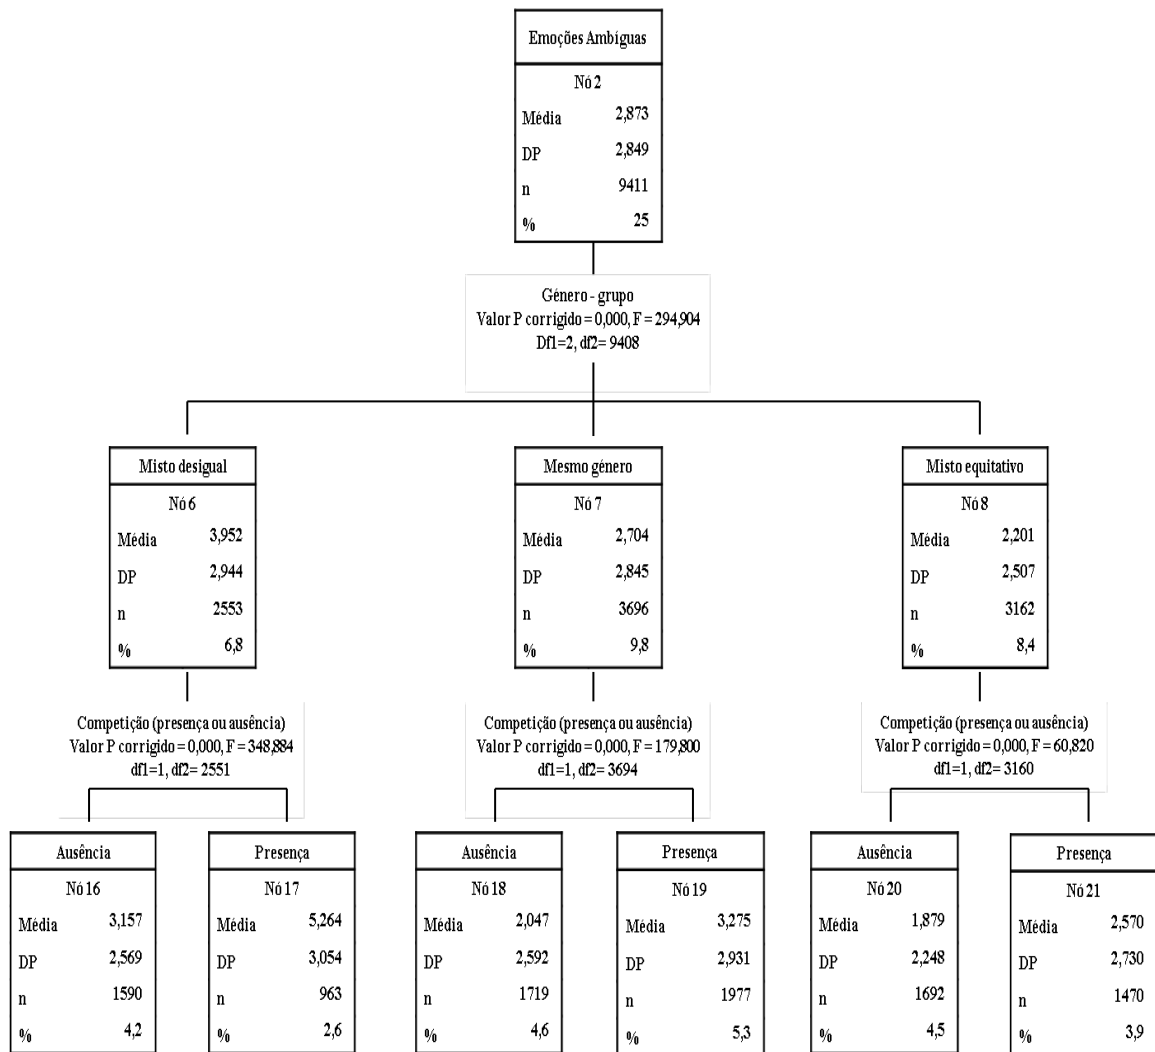 Emoções Ambíguas
Nó 2
Média 2,873
DP 2,849
n 9411
% 25
Género - grupo
Valor P corrigido = 0,000, F = 294,904
Df1=2, df2= 9408
Misto desigual
Nó 6
Média 3,952
DP 2,944
n 2553
% 6,8
Mesmo género
Nó 7
Média 2,704
DP 2,845
n 3696
% 9,8
Misto equitativo
Nó 8
Média 2,201
DP 2,507
n 3162
% 8,4
Competição (presença ou ausência)
Valor P corrigido = 0,000, F = 348,884
df1=1, df2= 2551
Competição (presença ou ausência)
Valor P corrigido = 0,000, F = 179,800
df1=1, df2= 3694
Competição (presença ou ausência)
Valor P corrigido = 0,000, F = 60,820
df1=1, df2= 3160
Ausência
Nó 16
Média 3,157
DP 2,569
n 1590
% 4,2
Presença
Nó 17
Média 5,264
DP 3,054
n 963
% 2,6
Ausência
Nó 18
Média 2,047
DP 2,592
n 1719
% 4,6
Presença
Nó 19
Média 3,275
DP 2,931
n 1977
% 5,3
Ausência
Nó 20
Média 1,879
DP 2,248
n 1692
% 4,5
Presença
Nó 21
Média 2,570
DP 2,730
n 1470
% 3,9